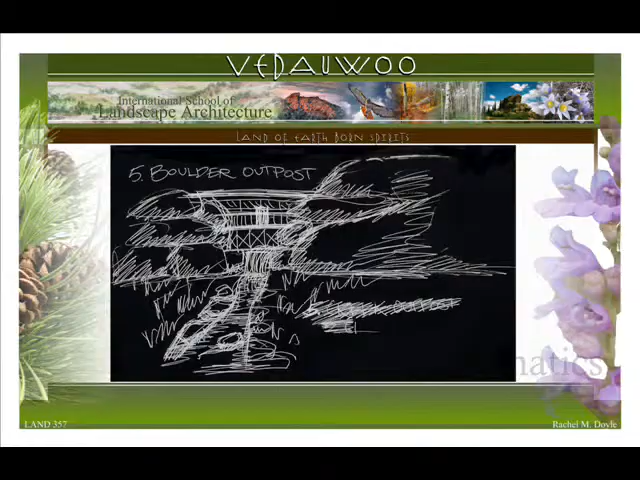 VEDAUWOO
International School of
Landscape Architecture
LAND OF EARTH BORN SPIRITS
5. BOULDER OUTPOST
LAND 357
Rachel M. Doyle